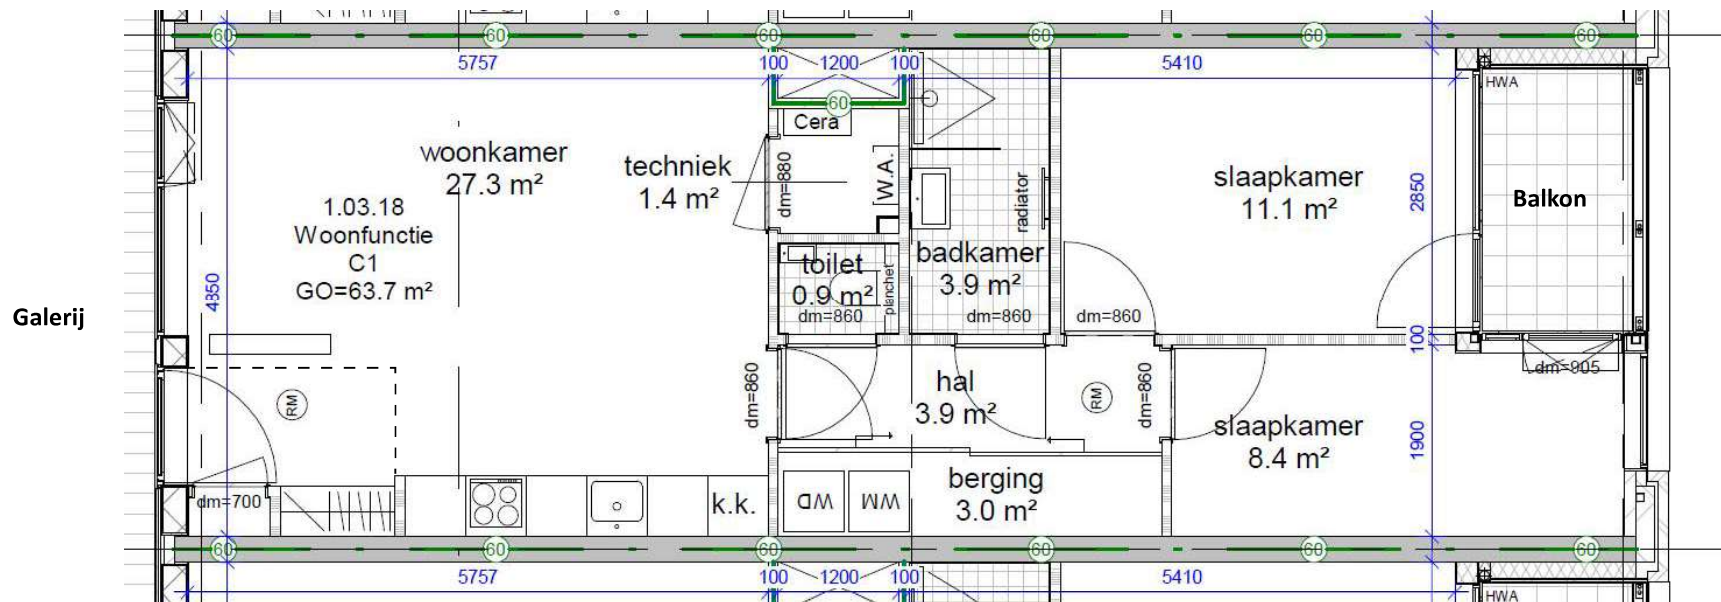 60 60 60 60 60 60
5757 100 1200 100 5410
60
HWA
Cera
woonkamer
27.3 m²
techniek
1.4 m²
dm=880
W.A.
radiator
slaapkamer
11.1 m²
2850
Balkon
1.03.18
Woonfunctie
C1
GO=63.7 m²
4850
Galerij
toilet
0.9 m²
planchet
dm=860
badkamer
3.9 m²
dm=860
dm=860
100
dm=905
RM
dm=860
hal
3.9 m²
RM
dm=860
slaapkamer
8.4 m²
1900
dm=700
k.k.
WD
WM
berging
3.0 m²
60 60 60 60 60 60
5757 100 1200 100 5410
HWA